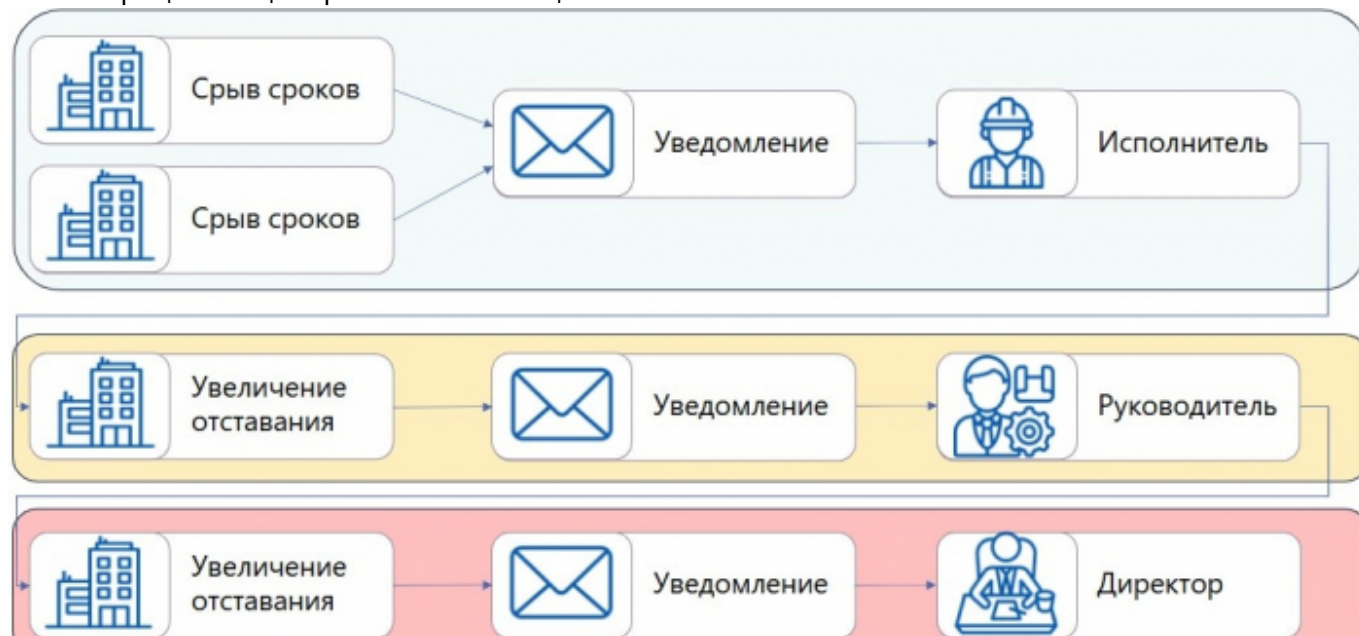 Срыв сроков
Уведомление
Исполнитель
Срыв сроков
Увеличение
отставания
Уведомление
Руководитель
Увеличение
отставания
Уведомление
Директор